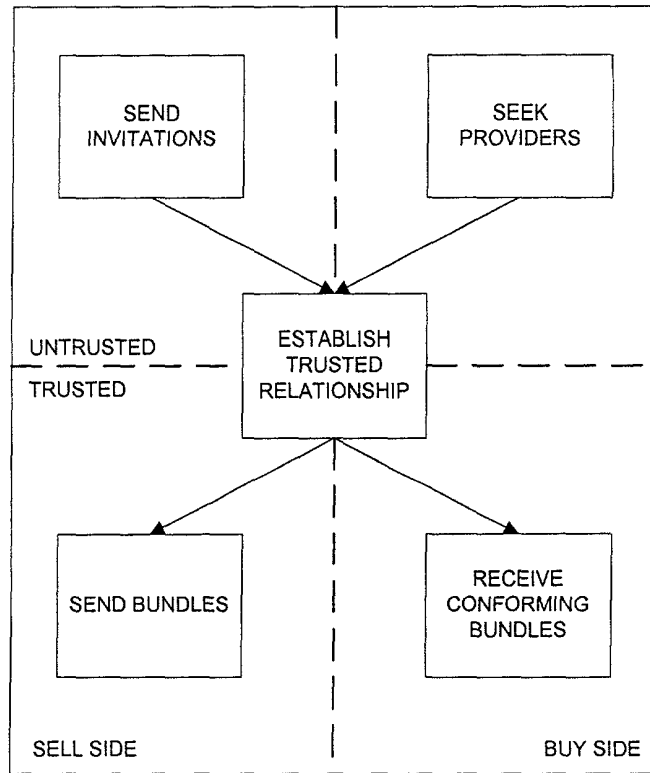 SEND
INVITATIONS
SEEK
PROVIDERS
ESTABLISH
TRUSTED
RELATIONSHIP
UNTRUSTED
TRUSTED
SEND BUNDLES
RECEIVE
CONFORMING
BUNDLES
SELL SIDE
BUY SIDE